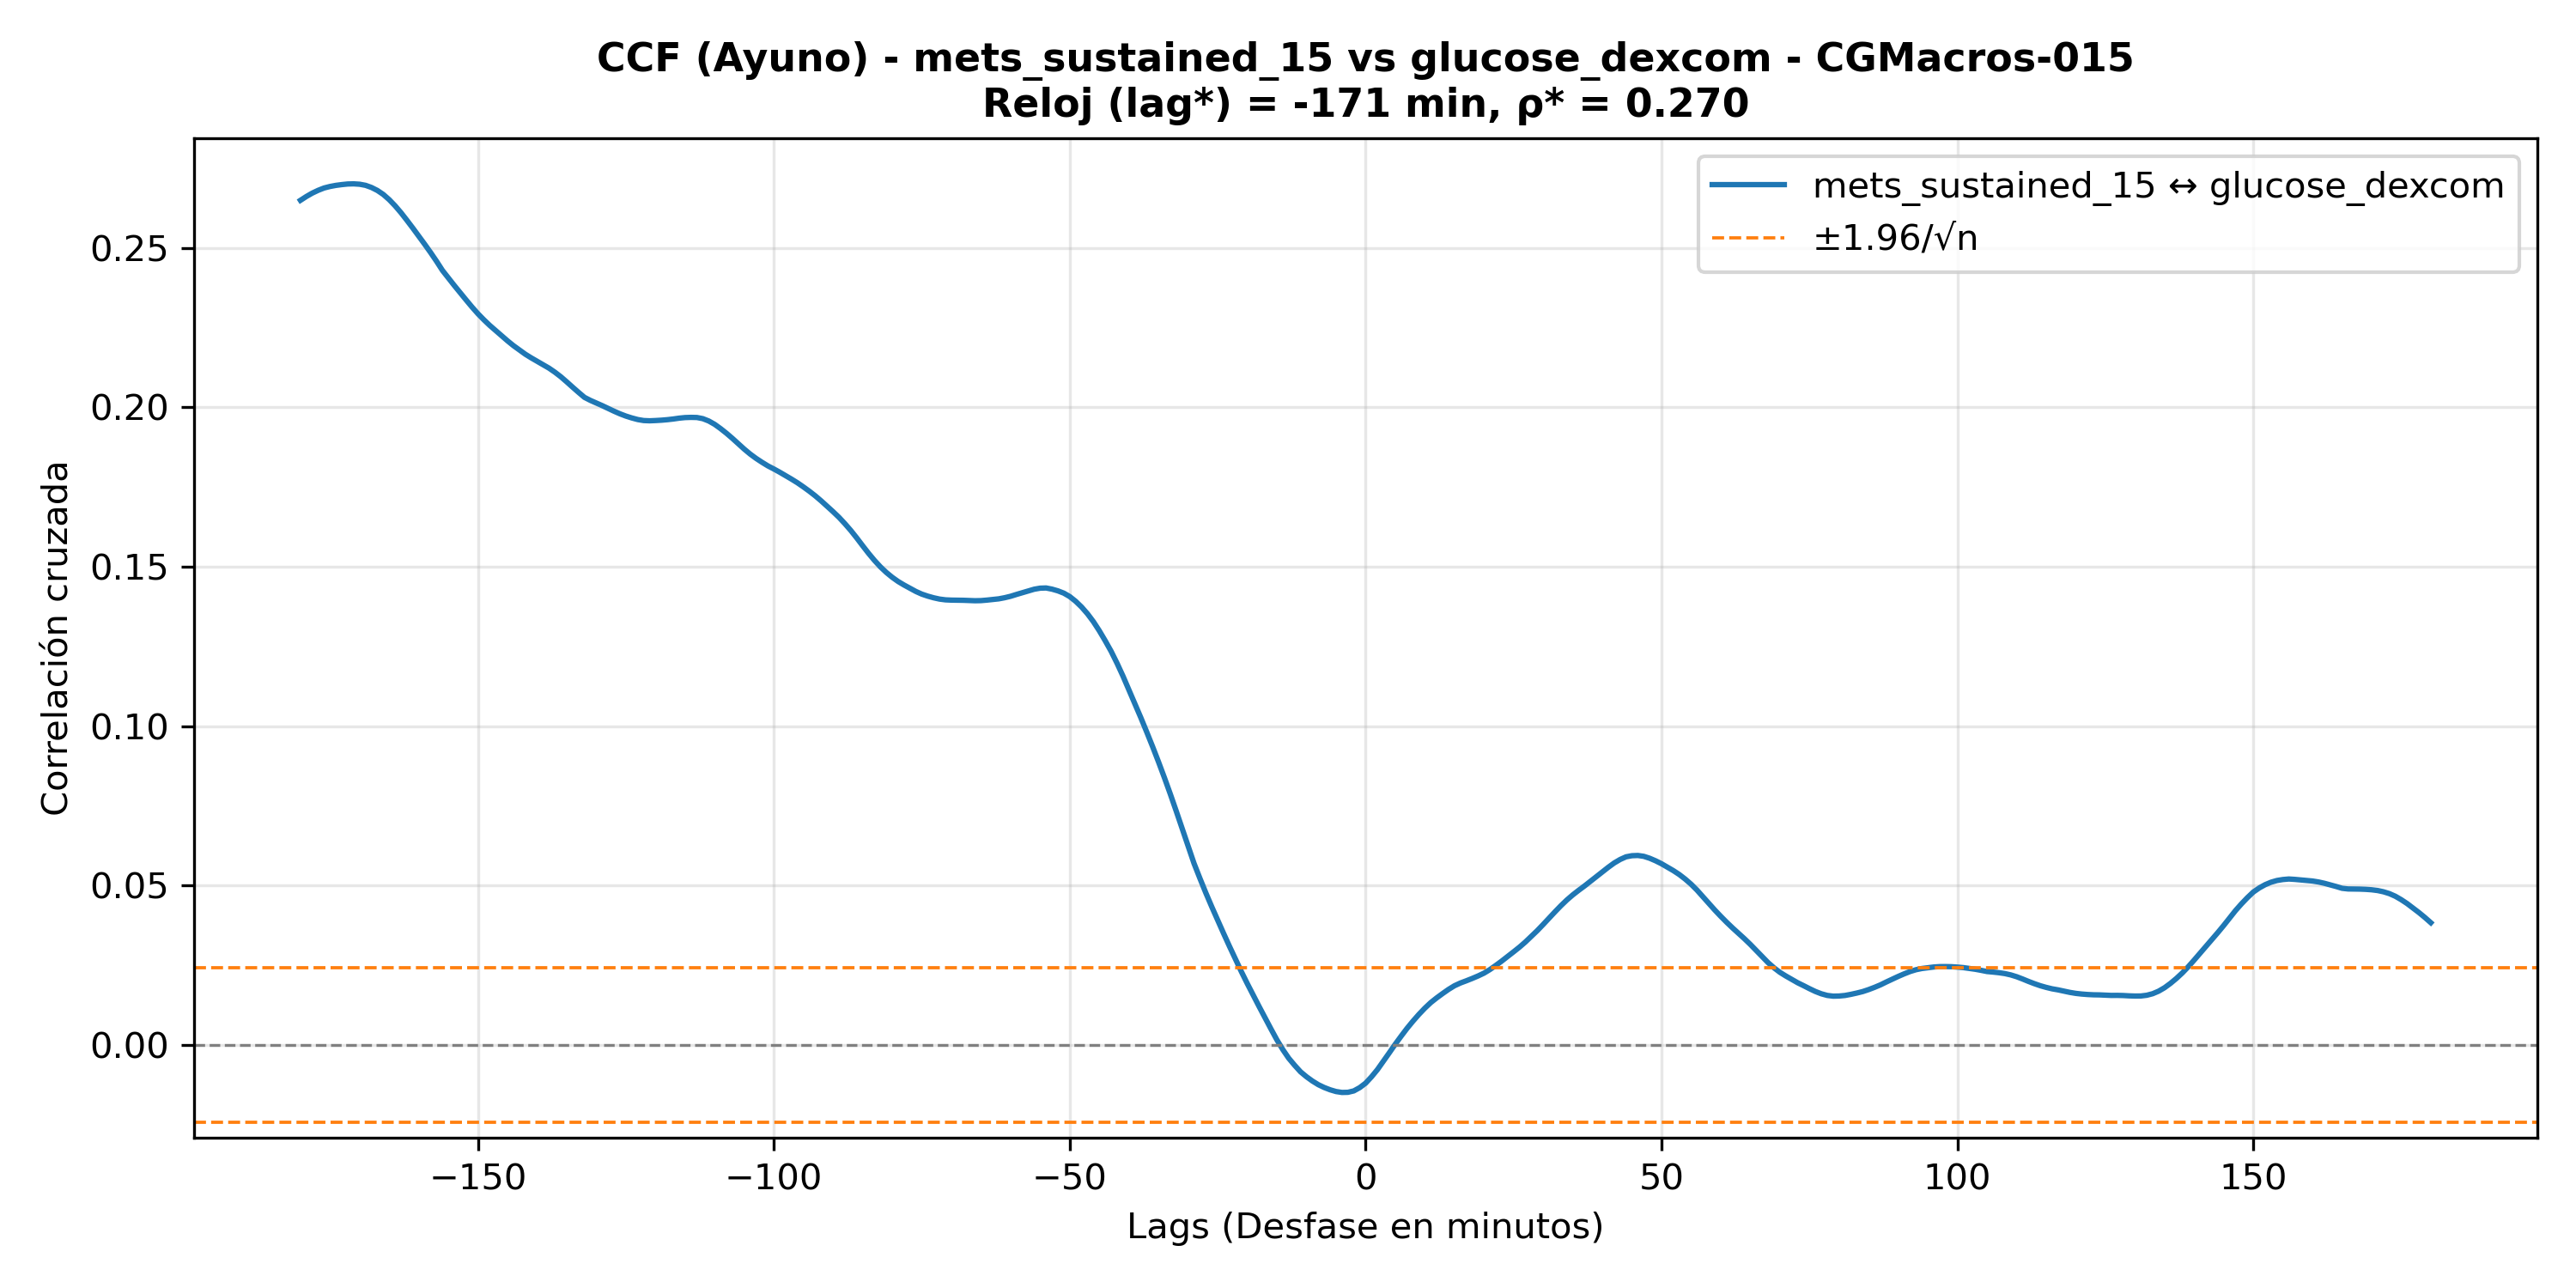 CCF (Ayuno) - mets_sustained_15 vs glucose_dexcom - CGMacros-015
Reloj (lag*) = -171 min, ρ* = 0.270
mets_sustained_15 ↔ glucose_dexcom
±1.96/√n
Correlación cruzada
0.25
0.20
0.15
0.10
0.05
0.00
−150
−100
−50
0
50
100
150
Lags (Desfase en minutos)